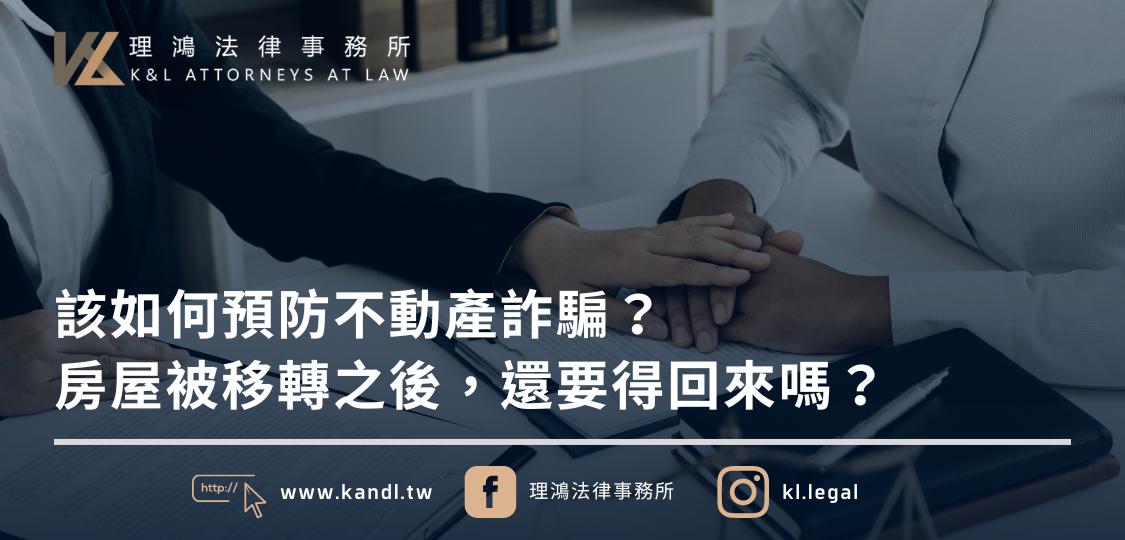 理鴻法律事務所
K&L ATTORNEYS AT LAW
該如何預防不動產詐騙？
房屋被移轉之後，還要得回來嗎？
http://
www.kandl.tw
理鴻法律事務所
kl.legal